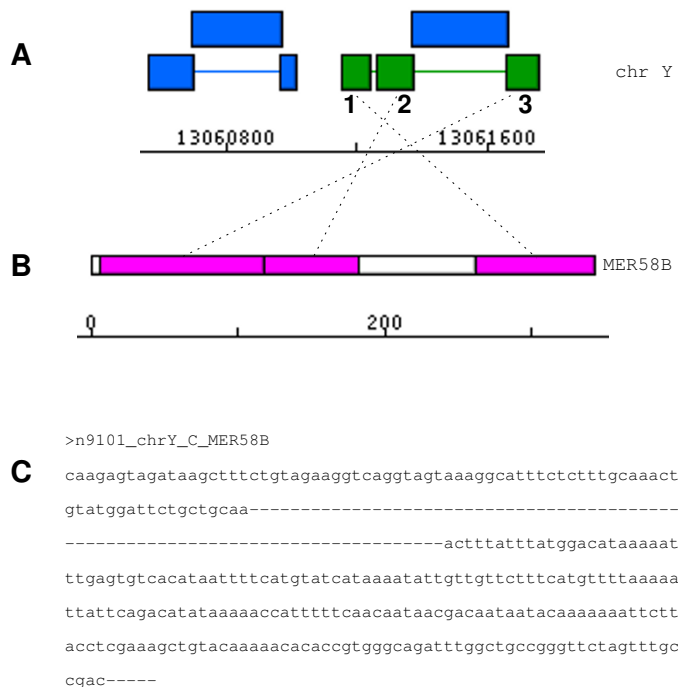 A
chr Y
1 2 3
13060800 13061600
B
MER58B
0 200
>n9101_chrY_C_MER58B
C
caagagtagataagctttctgtagaaggtcaggtagtaaaggcatttctctttgcaaact
gtatggattctgctgcaa------------------------------------------
-------------------------------------actttatttatggacataaaaat
ttgagtgtcacataattttcatgtatcataaaatattgttgttctttcatgttttaaaaa
ttattcagacatataaaaaccatttttcaacaataacgacaataatacaaaaaaattctt
acctcgaaagctgtacaaaaacacaccgtgggcagatttggctgccgggttctagtttgc
cgac-----